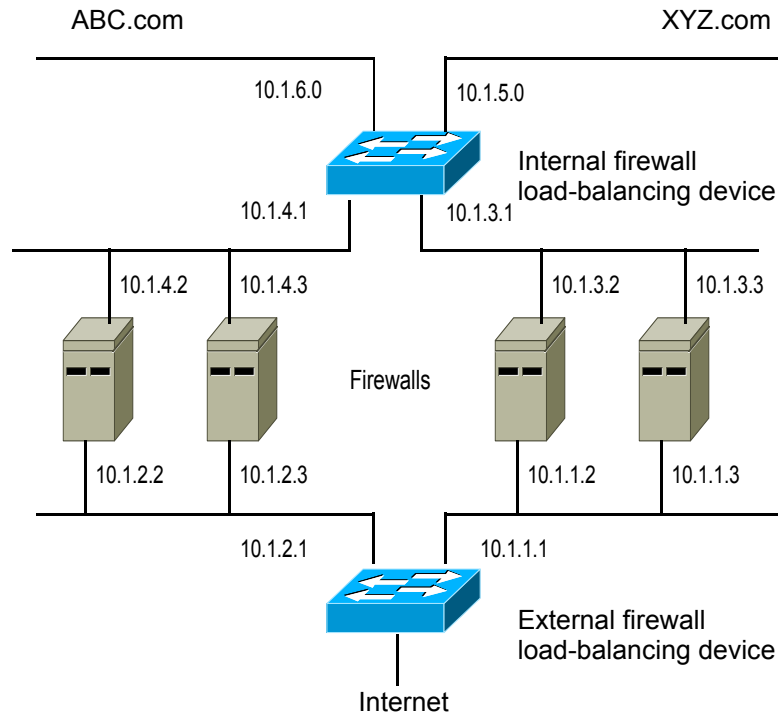 ABC.com
XYZ.com
10.1.6.0
10.1.5.0
Internal firewall
load-balancing device
10.1.4.1
10.1.3.1
10.1.4.2
10.1.4.3
10.1.3.2
10.1.3.3
Firewalls
10.1.2.2
10.1.2.3
10.1.1.2
10.1.1.3
10.1.2.1
10.1.1.1
External firewall
load-balancing device
Internet